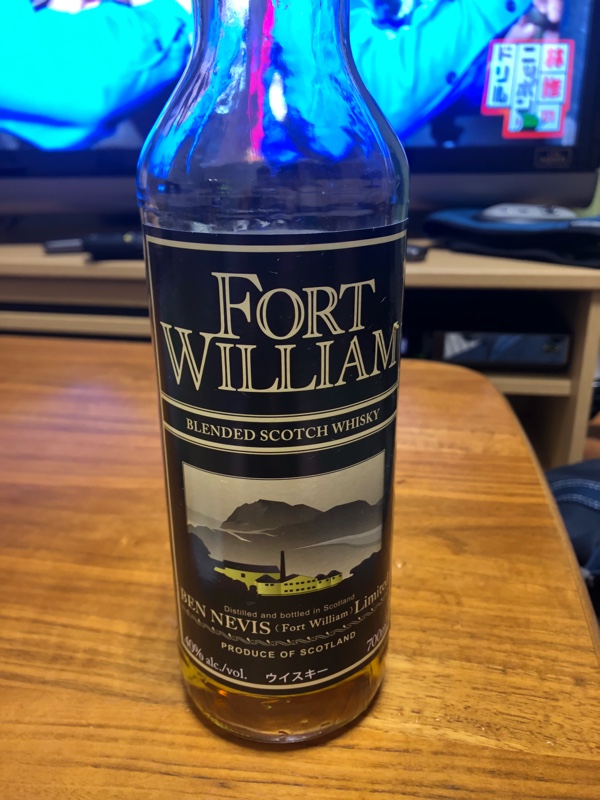 FORT
WILLIAM
BLENDED SCOTCH WHISKY
Distilled and bottled in Scotland
BEN NEVIS (Fort William) Limited
PRODUCE OF SCOTLAND
40% alc./vol.
ウイスキー